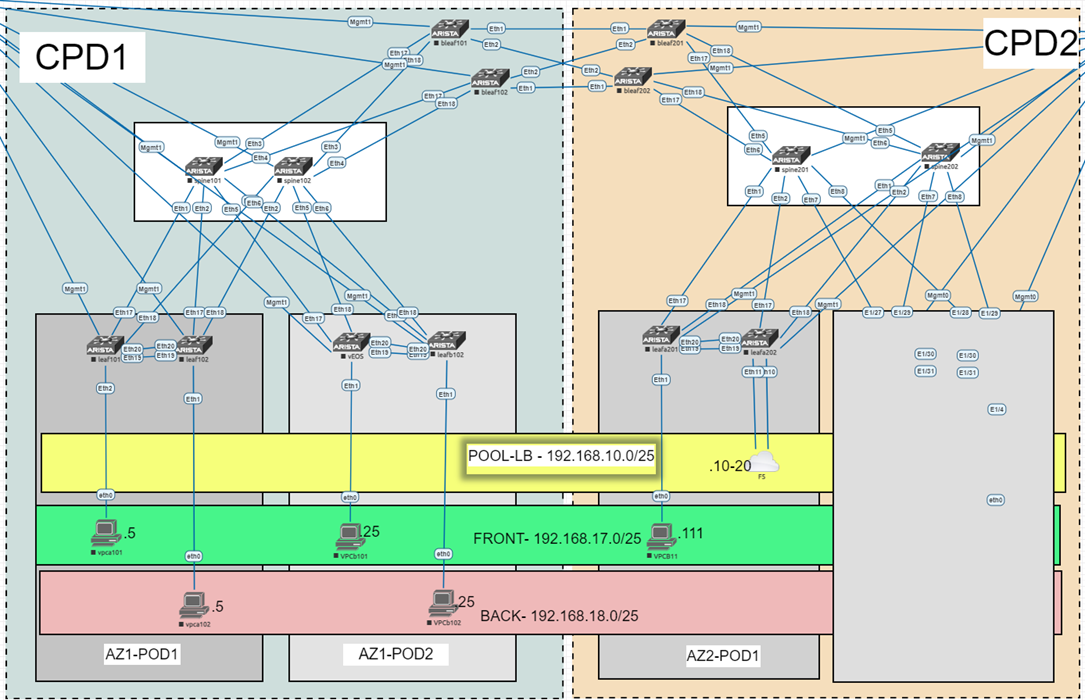 Mgmt1
bleaf101
Eth1
Eth1
bleaf201
Mgmt1
CPD1
CPD2
Eth2
Eth2
Eth17
Eth18
Mgmt1
Eth18
Eth17
Mgmt1
ARISTA
bleaf102
Eth2
Eth1
Eth2
Eth1
ARISTA
bleaf202
Eth17
Eth18
Eth18
Eth17
Mgmt1
Mgmt1
Eth3
Eth4
Eth3
Eth4
Eth5
Eth6
Mgmt1
Eth5
Eth6
Mgmt1
ARISTA
spine101
ARISTA
spine102
ARISTA
spine201
ARISTA
spine202
Eth1
Eth2
Eth5
Eth6
Eth2
Eth5
Eth6
Eth1
Eth2
Eth7
Eth8
Eth1
Eth2
Eth7
Eth8
Mgmt1
Mgmt1
Mgmt1
Mgmt1
Eth17
Mgmt1
Mgmt1
Mgmt0
Mgmt0
Eth17
Eth18
Eth17
Eth18
Eth17
Eth18
Eth18
Eth18
Eth17
Eth18
E1/27
E1/29
E1/28
E1/29
ARISTA
leaf101
Eth20
Eth19
Eth20
Eth19
ARISTA
leaf102
ARISTA
vEOS
Eth20
Eth19
Eth20
leafb102
ARISTA
leafa201
Eth20
Eth19
Eth20
Eth19
ARISTA
leafa202
E1/30
E1/30
E1/31
E1/31
Eth2
Eth1
Eth1
Eth1
Eth1
Eth11
E1/4
POOL-LB - 192.168.10.0/25
.10-20
F5
eth0
eth0
eth0
eth0
.5
vpca101
.25
VPCb101
FRONT- 192.168.17.0/25
.111
VPCB11
eth0
eth0
.5
vpca102
.25
VPCb102
BACK- 192.168.18.0/25
AZ1-POD1
AZ1-POD2
AZ2-POD1